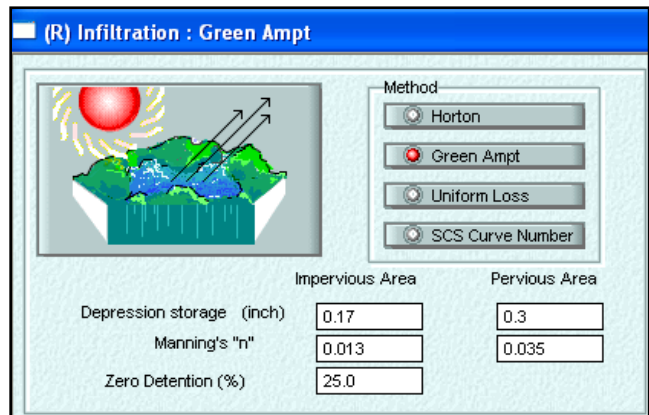 (R) Infiltration : Green Ampt
Method
Horton
Green Ampt
Uniform Loss
SCS Curve Number
Impervious Area Pervious Area
Depression storage (inch) 0.17 0.3
Manning's "n" 0.013 0.035
Zero Detention (%) 25.0